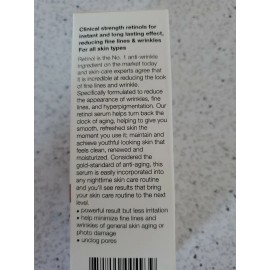 Clinical strength retinols for
instant and long lasting effect,
reducing fine lines & wrinkles
For all skin types
Retinol is the No. 1 anti-wrinkle
ingredient on the market today
and skin care experts agree that
it is incredible at reducing the look
of fine lines and wrinkle.
Specifically formulated to reduce
the appearance of wrinkles, fine
lines, and hyperpigmentation. Our
retinol serum helps turn back the
clock of aging, helping to give you
smooth, refreshed skin the
moment you use it; maintain and
achieve youthful looking skin that
feels clean, renewed and
moisturized. Considered the
gold-standard of anti-aging, this
serum is easily incorporated into
any nighttime skin care routine
and you'll see results that bring
your skin care routine to the next
level.
• powerful result but less irritation
• help minimize fine lines and
wrinkles of general skin aging or
photo damage
• unclog pores